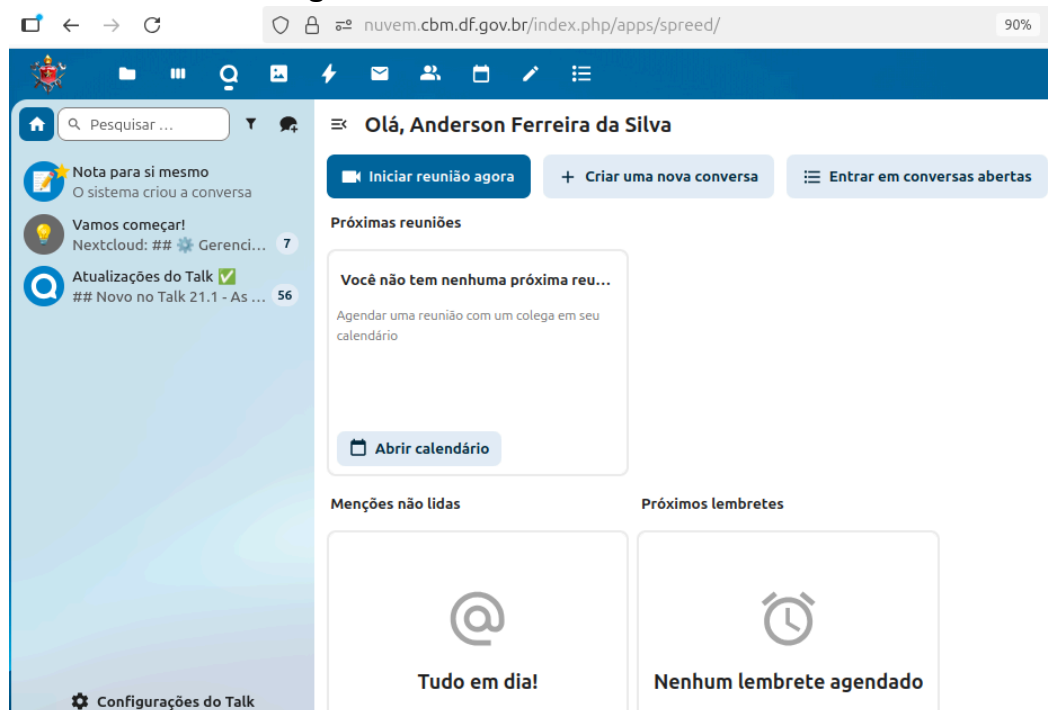 nuvem.cbm.df.gov.br/index.php/apps/spreed/
90%
Pesquisar ...
Nota para si mesmo
O sistema criou a conversa
Vamos começar!
Nextcloud: ## ⚙️ Gerenci... 7
Atualizações do Talk ✅
## Novo no Talk 21.1 - As ... 56
Configurações do Talk
Olá, Anderson Ferreira da Silva
Iniciar reunião agora
+ Criar uma nova conversa
Entrar em conversas abertas
Próximas reuniões
Você não tem nenhuma próxima reu...
Agendar uma reunião com um colega em seu
calendário
Abrir calendário
Menções não lidas
Próximos lembretes
@
Tudo em dia!
Nenhum lembrete agendado